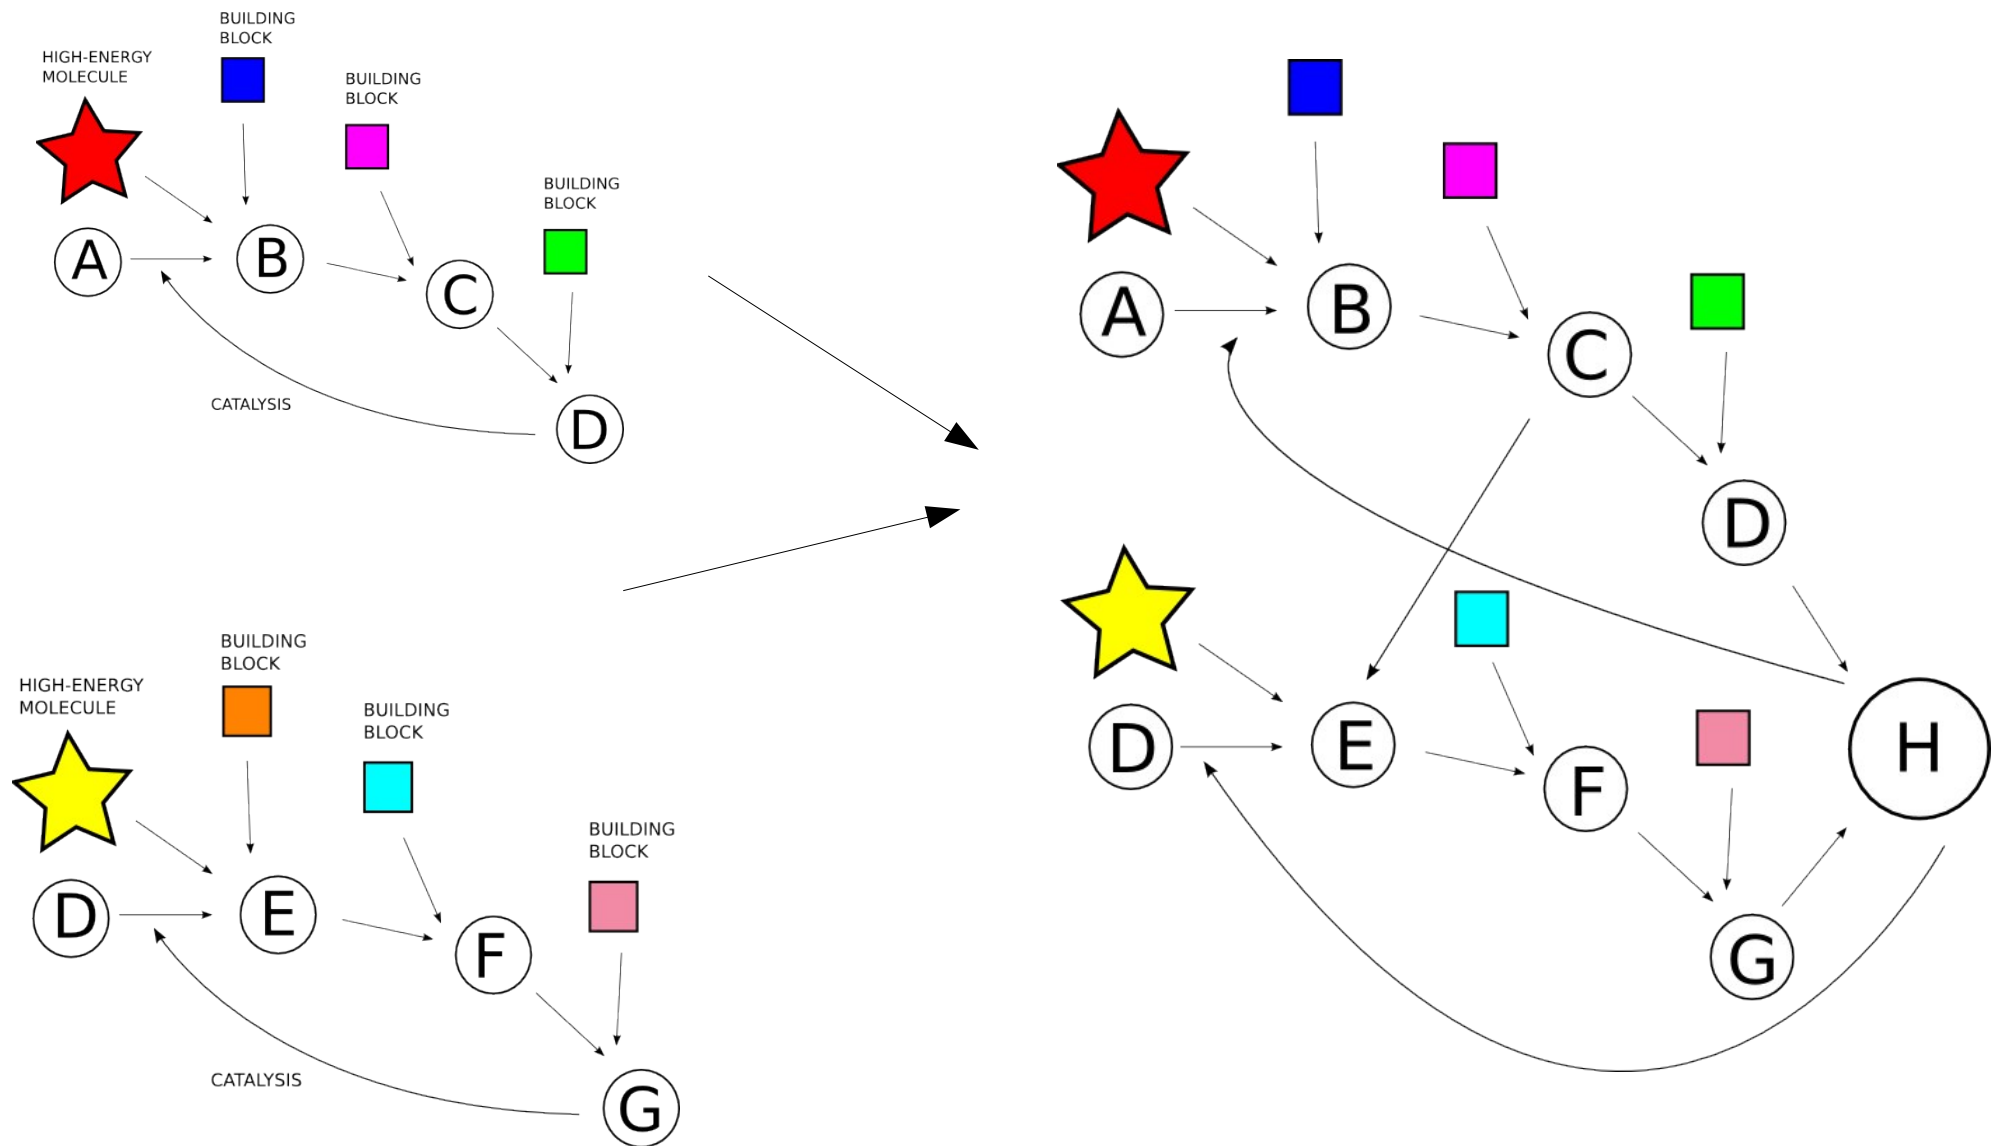 BUILDING
BLOCK
HIGH-ENERGY
MOLECULE
BUILDING
BLOCK
BUILDING
BLOCK
A
B
C
CATALYSIS
D
BUILDING
BLOCK
HIGH-ENERGY
MOLECULE
BUILDING
BLOCK
BUILDING
BLOCK
D
E
F
CATALYSIS
G
A
B
C
D
D
E
F
H
G